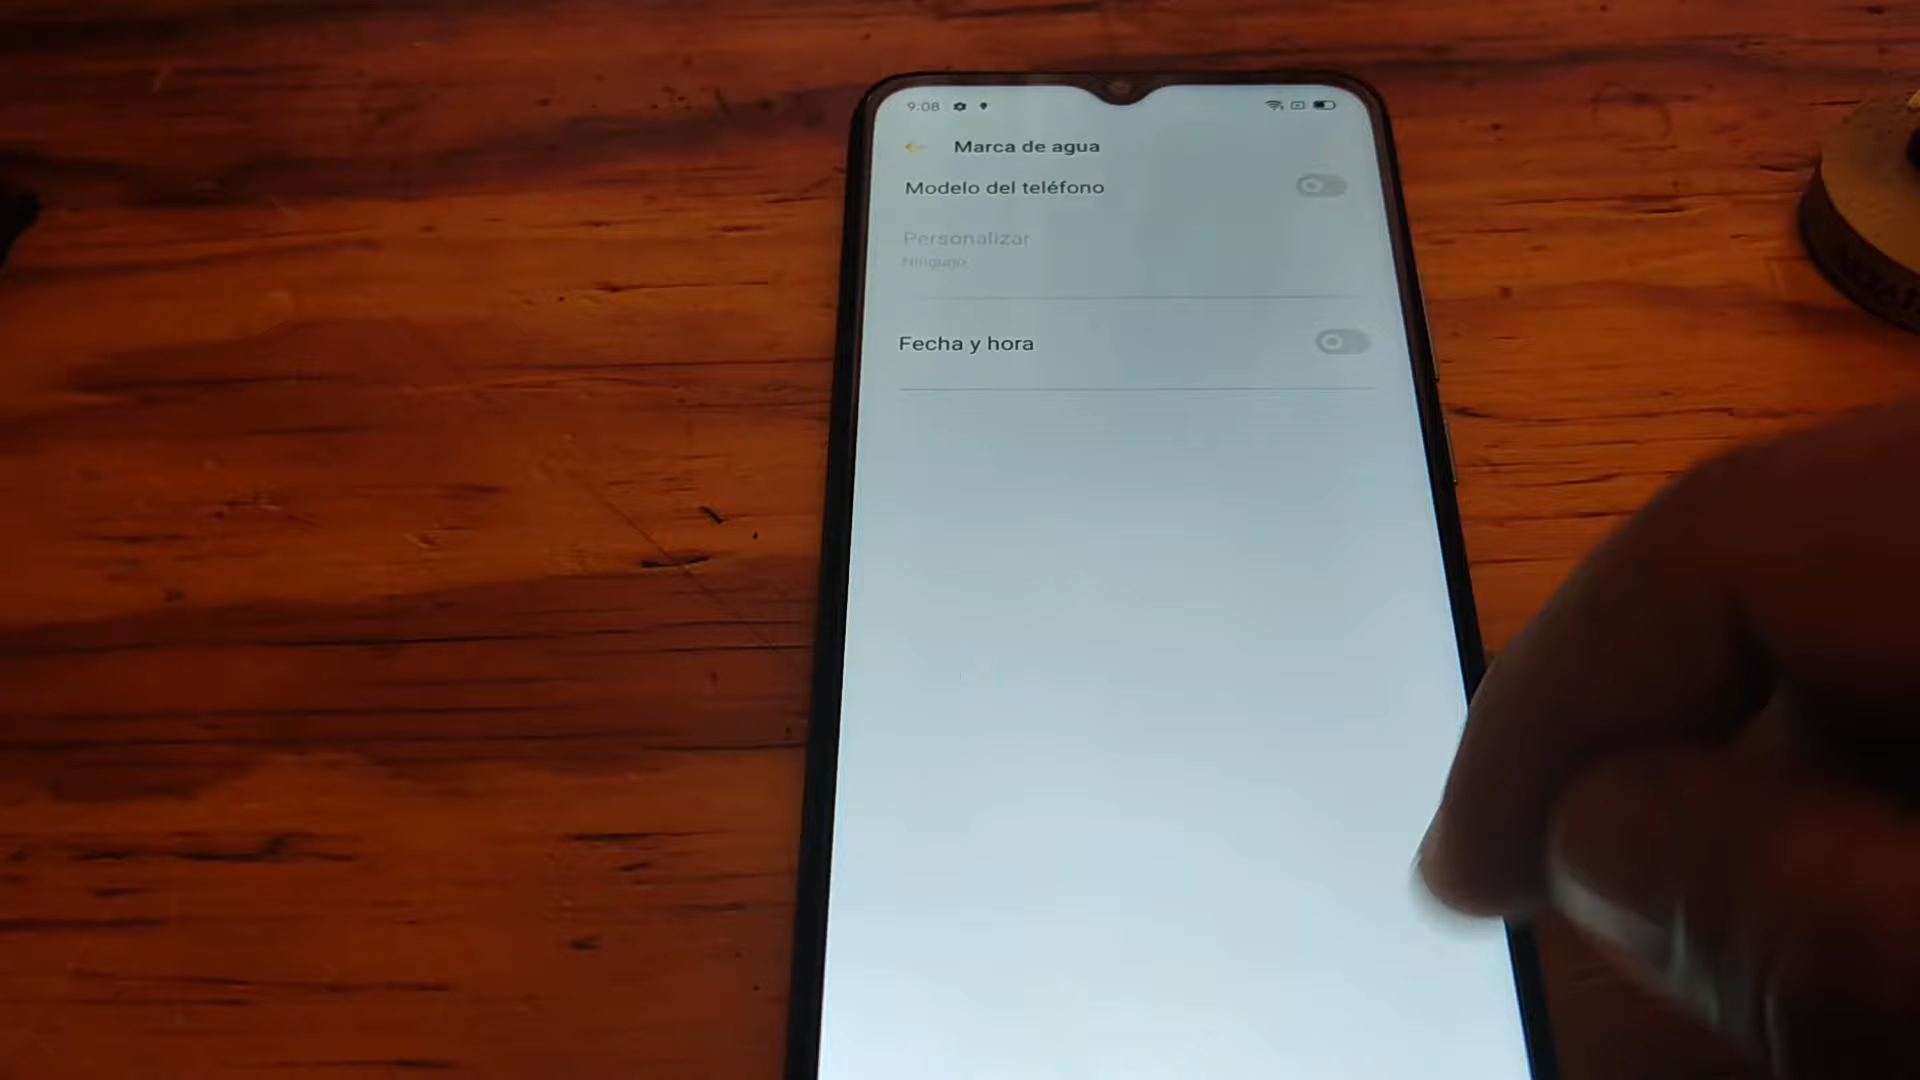 9:08
Marca de agua
Modelo del teléfono
Personalizar
Ninguno
Fecha y hora